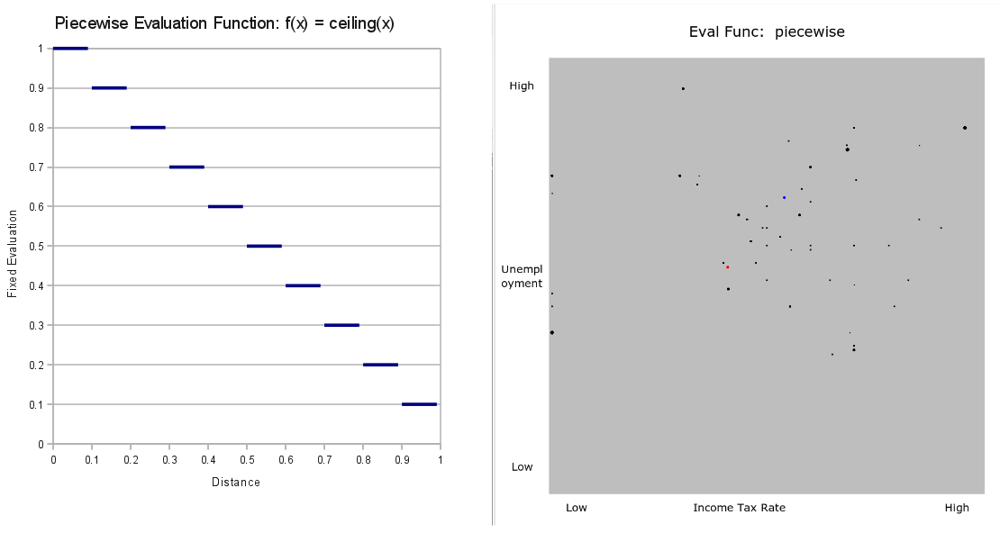 Piecewise Evaluation Function: f(x) = ceiling(x)
1
0.9
0.8
0.7
0.6
0.5
0.4
0.3
0.2
0.1
0
Fixed Evaluation
0 0.1 0.2 0.3 0.4 0.5 0.6 0.7 0.8 0.9 1
Distance
Eval Func: piecewise
High
Unempl
oyment
Low
Low Income Tax Rate High